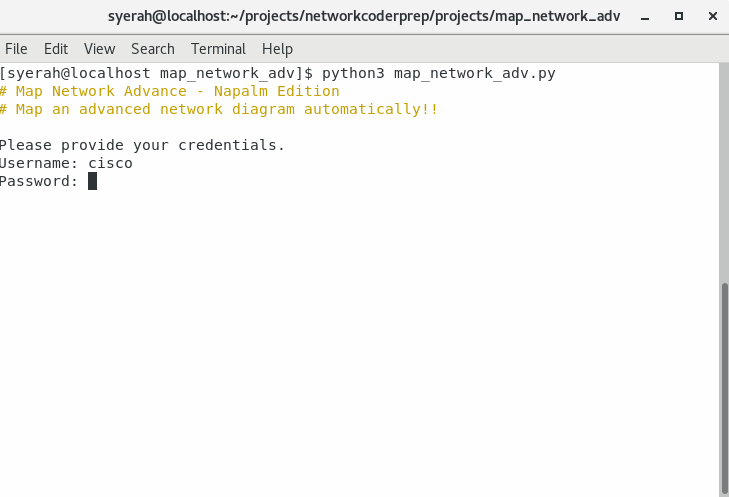 syerah@localhost:~/projects/networkcoderprep/projects/map_network_adv
File Edit View Search Terminal Help
[syerah@localhost map_network_adv]$ python3 map_network_adv.py
# Map Network Advance - Napalm Edition
# Map an advanced network diagram automatically!!
Please provide your credentials.
Username: cisco
Password: